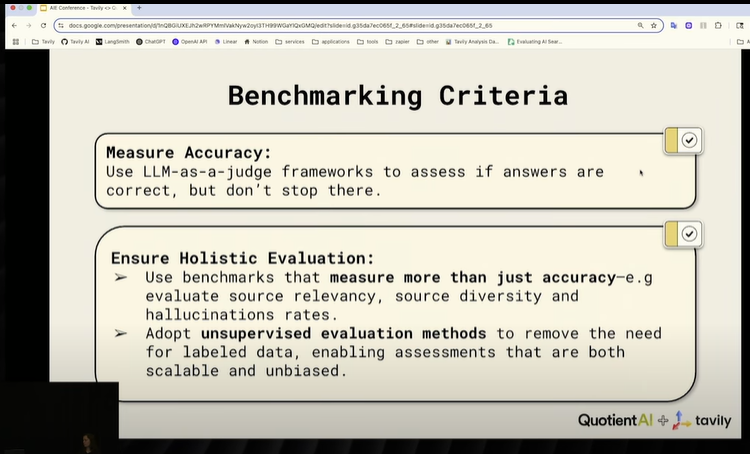 AIE Conference - Tavily <> Q
docs.google.com/presentation/d/1nQBGiUXEJh2wRPYMmlVakNyw2oyI3TH99WGaYlQxGMQ/edit?slide=id.g35da7ec065f_2_65#slide=id.g35da7ec065f_2_65
Tavily
Tavily AI
LangSmith
ChatGPT
OpenAI API
Linear
Notion
services
applications
tools
zapier
other
Tavily Analysis Da...
Evaluating AI Sear...
Benchmarking Criteria
Measure Accuracy:
Use LLM-as-a-judge frameworks to assess if answers are
correct, but don't stop there.
Ensure Holistic Evaluation:
➢ Use benchmarks that measure more than just accuracy—e.g
evaluate source relevancy, source diversity and
hallucinations rates.
➢ Adopt unsupervised evaluation methods to remove the need
for labeled data, enabling assessments that are both
scalable and unbiased.
QuotientAI + tavily